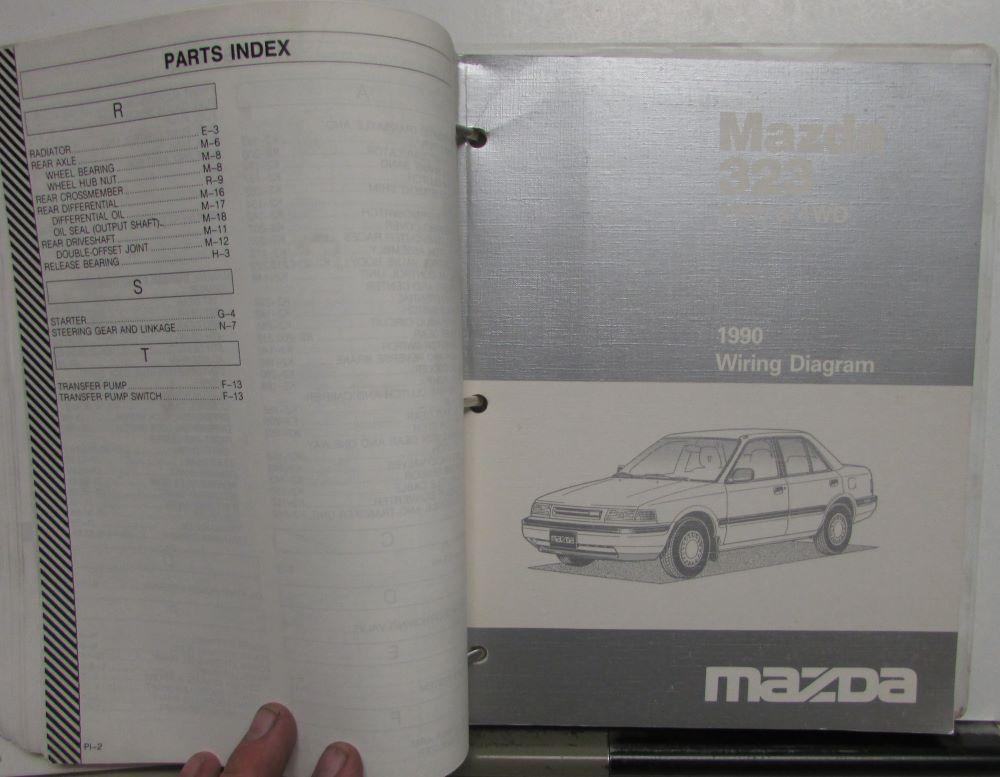 PARTS INDEX
R
RADIATOR E-3
REAR AXLE M-6
WHEEL BEARING M-8
WHEEL HUB NUT M-8
REAR CROSSMEMBER R-9
REAR DIFFERENTIAL M-16
DIFFERENTIAL OIL M-17
OIL SEAL (OUTPUT SHAFT) M-18
REAR DRIVESHAFT M-11
DOUBLE-OFFSET JOINT M-12
RELEASE BEARING H-3
S
STARTER G-4
STEERING GEAR AND LINKAGE N-7
T
TRANSFER PUMP F-13
TRANSFER PUMP SWITCH F-13
PI-2
Mazda
323
1990
Wiring Diagram
mazda
mazda